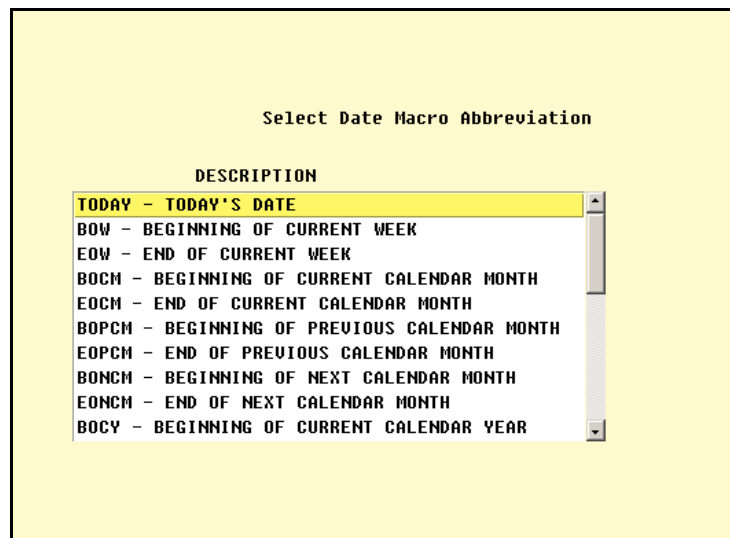 Select Date Macro Abbreviation
DESCRIPTION
TODAY - TODAY'S DATE
BOW - BEGINNING OF CURRENT WEEK
EOW - END OF CURRENT WEEK
BOCM - BEGINNING OF CURRENT CALENDAR MONTH
EOCM - END OF CURRENT CALENDAR MONTH
BOPCM - BEGINNING OF PREVIOUS CALENDAR MONTH
EOPCM - END OF PREVIOUS CALENDAR MONTH
BONCM - BEGINNING OF NEXT CALENDAR MONTH
EONCM - END OF NEXT CALENDAR MONTH
BOCY - BEGINNING OF CURRENT CALENDAR YEAR